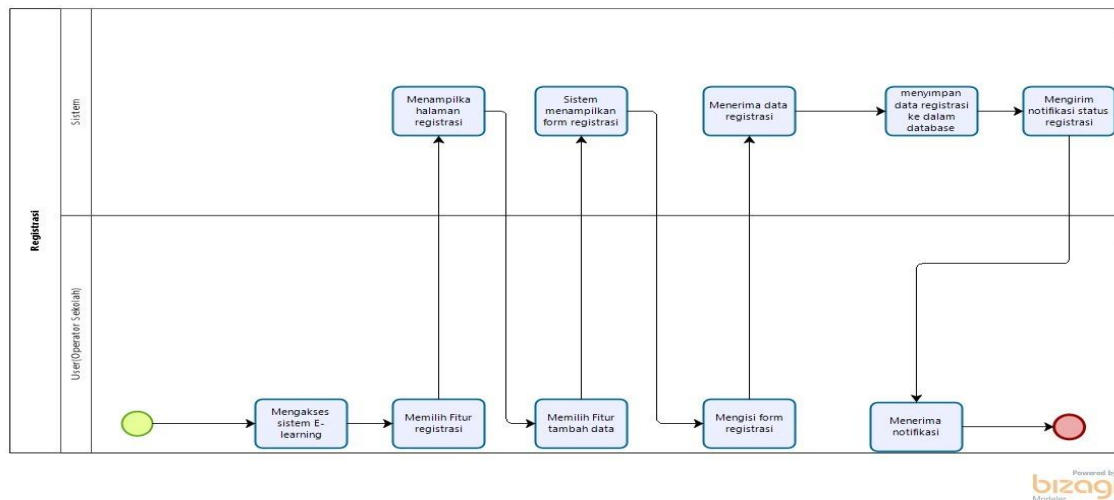 Registrasi
Sistem
Menampilka
halaman
registrasi
Sistem
menampilkan
form registrasi
Menerima data
registrasi
menyimpan
data registrasi
ke dalam
database
Mengirim
notifikasi status
registrasi
User(Operator Sekolah)
Mengakses
sistem E-
learning
Memilih Fitur
registrasi
Memilih Fitur
tambah data
Mengisi form
registrasi
Menerima
notifikasi
Powered by
bizagi
Modeler